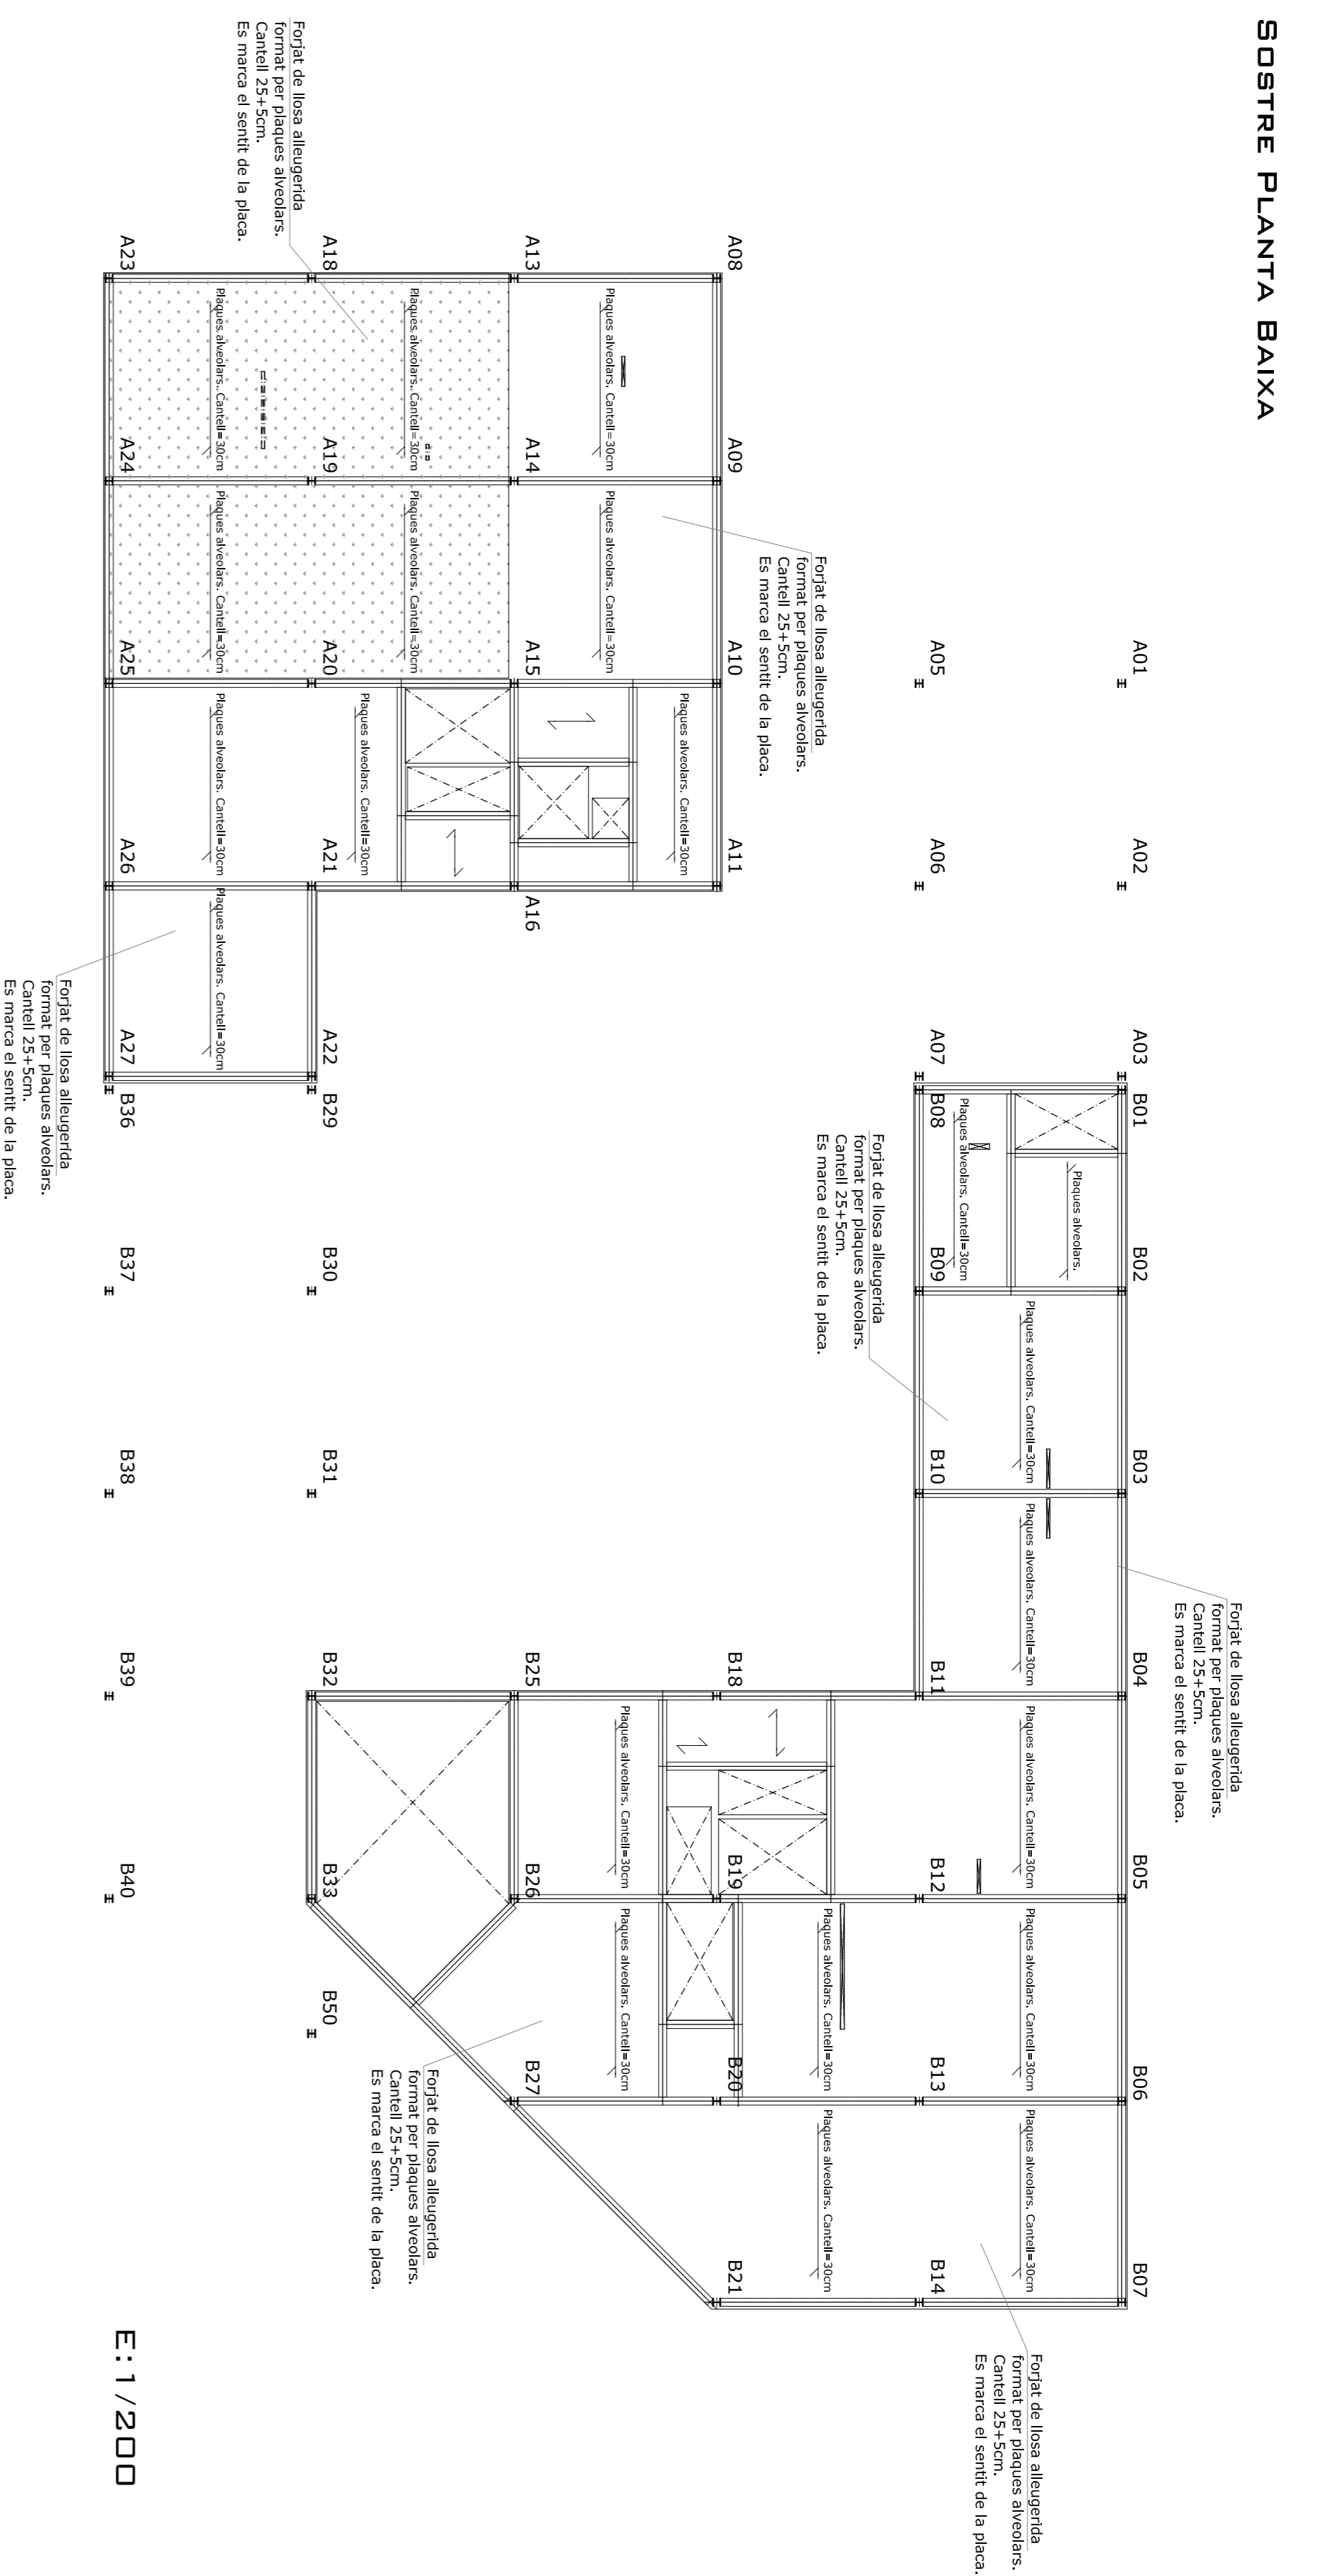 SOSTRE PLANTA BAIXA
Forjat de llosa alleugerida
format per plaques alveolars.
Cantell 25+5cm.
Es marca el sentit de la placa.
A01
A02
A03
B01
B02
B03
B04
B05
B06
B07
Plaques alveolars.
Forjat de llosa alleugerida
format per plaques alveolars.
Cantell 25+5cm.
Es marca el sentit de la placa.
Plaques alveolars. Cantell=30cm
Plaques alveolars. Cantell=30cm
Plaques alveolars. Cantell=30cm
Plaques alveolars. Cantell=30cm
Plaques alveolars. Cantell=30cm
Plaques alveolars. Cantell=30cm
A05
A06
A07
B08
B09
B10
B11
B12
B13
B14
Forjat de llosa alleugerida
format per plaques alveolars.
Cantell 25+5cm.
Es marca el sentit de la placa.
Plaques alveolars. Cantell=30cm
Plaques alveolars. Cantell=30cm
Forjat de llosa alleugerida
format per plaques alveolars.
Cantell 25+5cm.
Es marca el sentit de la placa.
A08
A09
A10
A11
B18
B19
B20
B21
Plaques alveolars. Cantell=30cm
Plaques alveolars. Cantell=30cm
Plaques alveolars. Cantell=30cm
Plaques alveolars. Cantell=30cm
Plaques alveolars. Cantell=30cm
A13
A14
A15
A16
B25
B26
B27
Forjat de llosa alleugerida
format per plaques alveolars.
Cantell 25+5cm.
Es marca el sentit de la placa.
Plaques alveolars. Cantell=30cm
Plaques alveolars. Cantell=30cm
Plaques alveolars. Cantell=30cm
A18
A19
A20
A21
A22
B29
B30
B31
B32
B33
B50
Forjat de llosa alleugerida
format per plaques alveolars.
Cantell 25+5cm.
Es marca el sentit de la placa.
Plaques alveolars. Cantell=30cm
Plaques alveolars. Cantell=30cm
Plaques alveolars. Cantell=30cm
Plaques alveolars. Cantell=30cm
A23
A24
A25
A26
A27
B36
B37
B38
B39
B40
E:1/200
Forjat de llosa alleugerida
format per plaques alveolars.
Cantell 25+5cm.
Es marca el sentit de la placa.